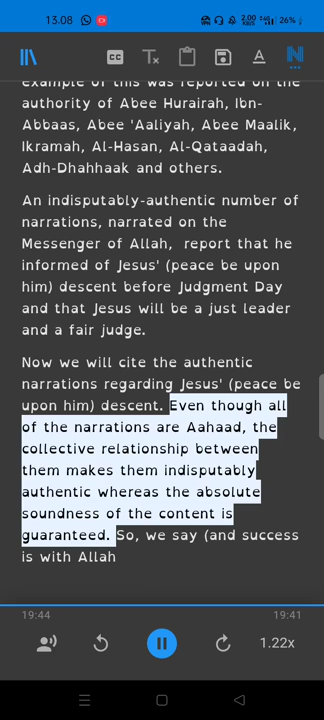 13.08
2.00
KB/S
26%
CC
T
A
N
example of this was reported on the
authority of Abee Hurairah, Ibn-
Abbaas, Abee 'Aaliyah, Abee Maalik,
Ikramah, Al-Hasan, Al-Qataadah,
Adh-Dhahhaak and others.
An indisputably-authentic number of
narrations, narrated on the
Messenger of Allah, report that he
informed of Jesus' (peace be upon
him) descent before Judgment Day
and that Jesus will be a just leader
and a fair judge.
Now we will cite the authentic
narrations regarding Jesus' (peace be
upon him) descent. Even though all
of the narrations are Aahaad, the
collective relationship between
them makes them indisputably
authentic whereas the absolute
soundness of the content is
guaranteed. So, we say (and success
is with Allah
19:44
19:41
1.22x